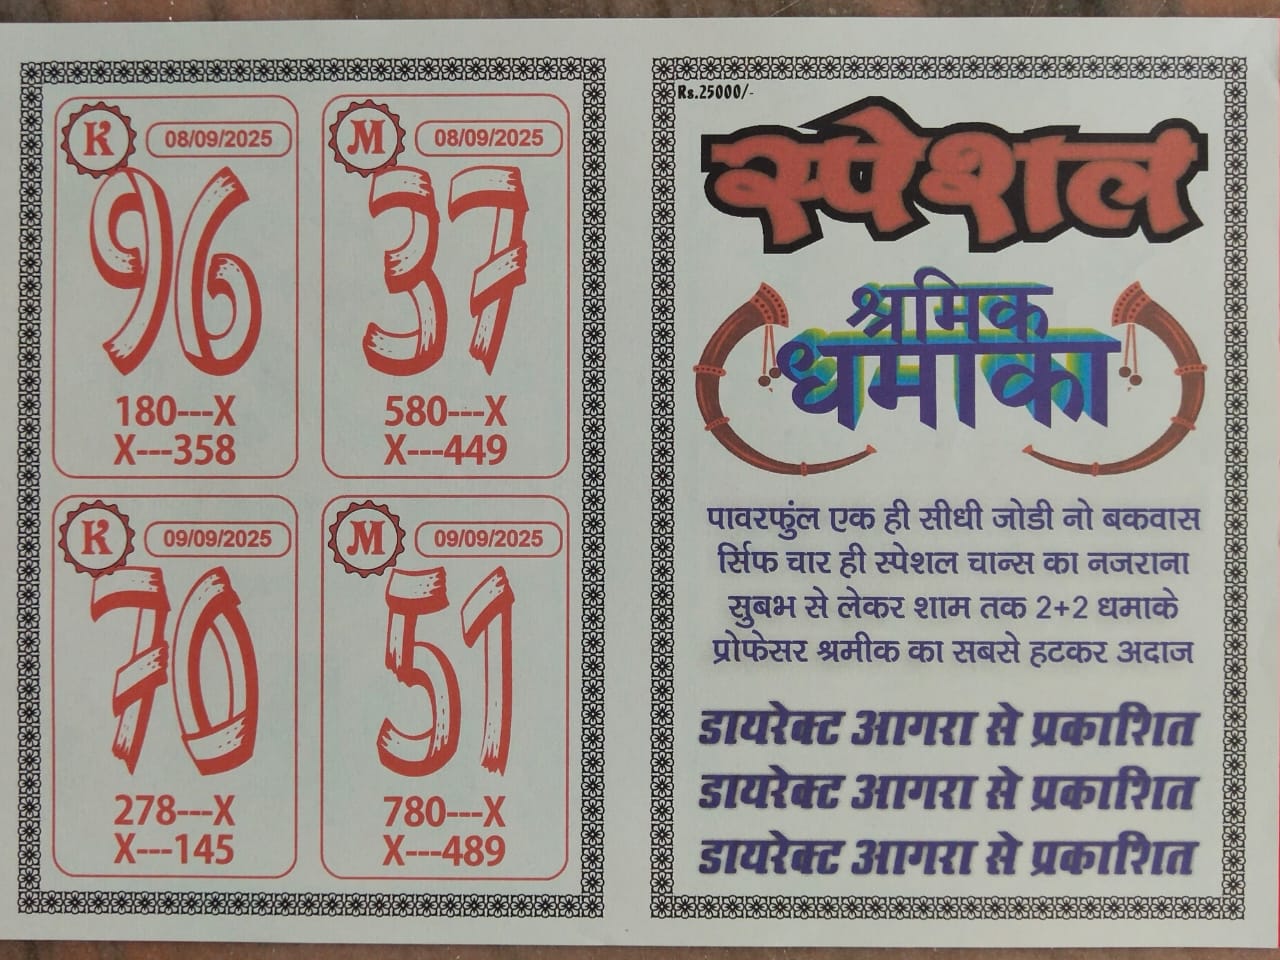 K
08/09/2025
96
180---X
X---358
M
08/09/2025
37
580---X
X---449
K
09/09/2025
70
278---X
X---145
M
09/09/2025
51
780---X
X---489
Rs.25000/-
स्पेशल
श्रमिक
धमाका
पावरफुंल एक ही सीधी जोडी नो बकवास
र्सिफ चार ही स्पेशल चान्स का नजराना
सुबभ से लेकर शाम तक 2+2 धमाके
प्रोफेसर श्रमीक का सबसे हटकर अदाज
डायरेक्ट आगरा से प्रकाशित
डायरेक्ट आगरा से प्रकाशित
डायरेक्ट आगरा से प्रकाशित